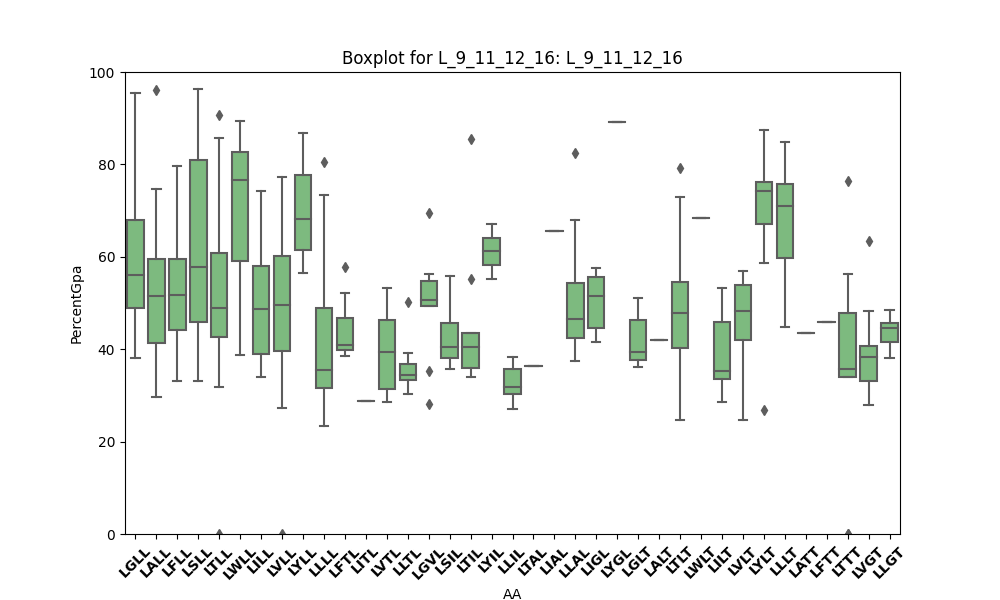 Boxplot for L_9_11_12_16: L_9_11_12_16
PercentGpa
100
80
60
40
20
0
LGLL LALL LFLL LSLL LTLL LWLL LILL LVLL LYLL LLLL LFTL LITL LVTL LLTL LGVL LSIL LTIL LYIL LLIL LTAL LIAL LLAL LIGL LYGL LGLT LALT LTLT LWLT LILT LVLT LYLT LLLT LATT LFTT LTTT LVGT LLGT
AA